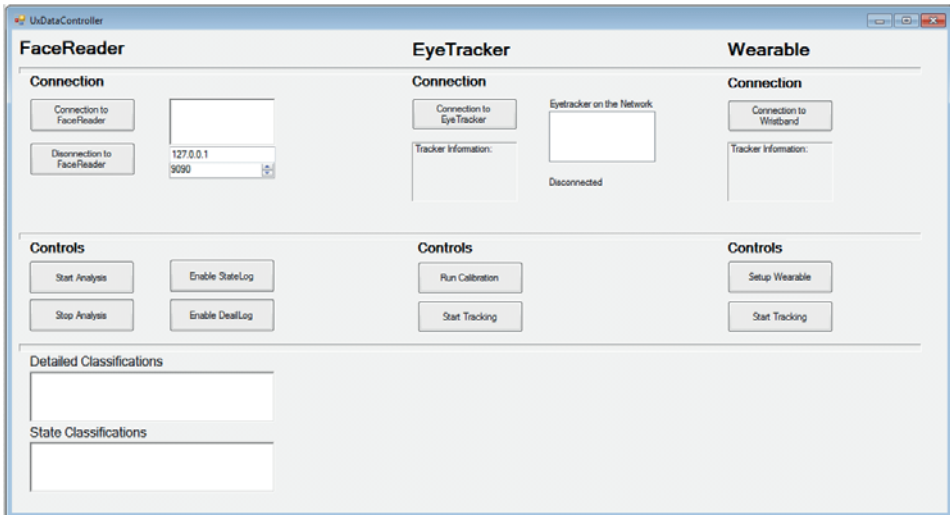 UxDataController
FaceReader
EyeTracker
Wearable
Connection
Connection
Connection
Connection to
FaceReader
Connection to
EyeTracker
Eyetracker on the Network
Connection to
Wristband
Disonnection to
FaceReader
127.0.0.1
9090
Tracker Information:
Tracker Information:
Disconnected
Controls
Controls
Controls
Start Analysis
Enable StateLog
Run Calibration
Setup Wearable
Stop Analysis
Enable DeailLog
Start Tracking
Start Tracking
Detailed Classifications
State Classifications